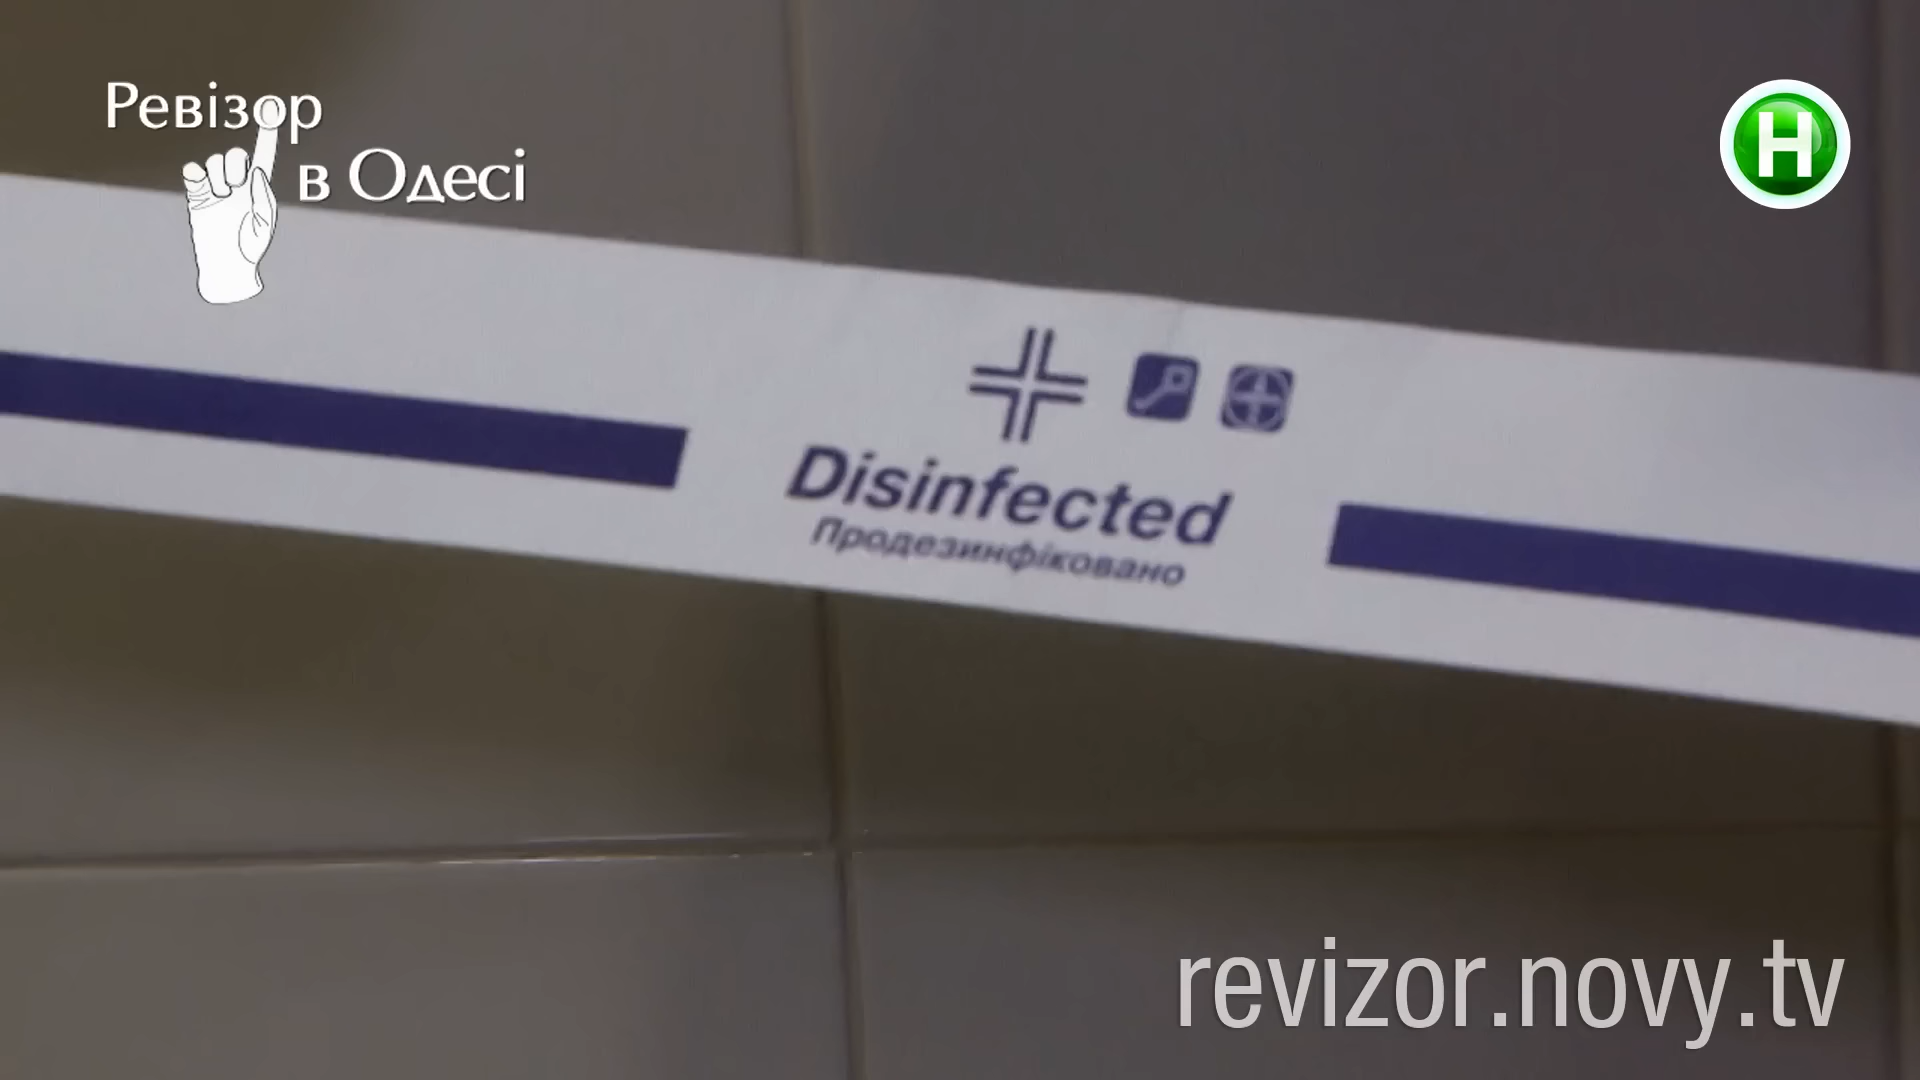 Ревізор
в Одесі
Н
Disinfected
Продезинфіковано
revizor.novy.tv